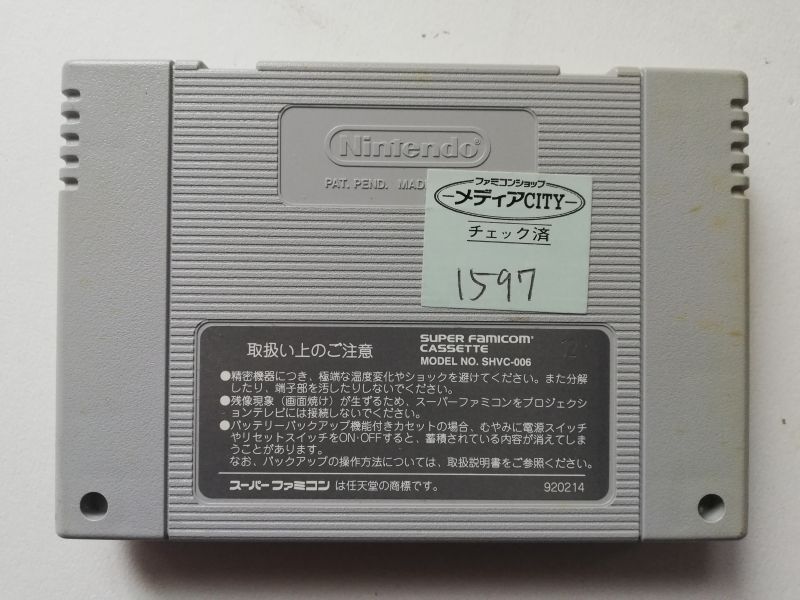 Nintendo®
PAT. PEND. MAD
ファミコンショップ
メディアCITY
チェック済
1597
取扱い上のご注意
SUPER FAMICOM
CASSETTE
MODEL NO. SHVC-006
●精密機器につき、極端な温度変化やショックを避けてください。また分解
したり、端子部を汚したりしないでください。
●残像現象（画面焼け）が生ずるため、スーパーファミコンをプロジェクシ
ョンテレビには接続しないでください。
●バッテリーバックアップ機能付きカセットの場合、むやみに電源スイッチ
やリセットスイッチをON・OFFすると、蓄積されている内容が消えてしま
うことがあります。
なお、バックアップの操作方法については、取扱説明書をご参照ください。
スーパーファミコン は任天堂の商標です。
920214